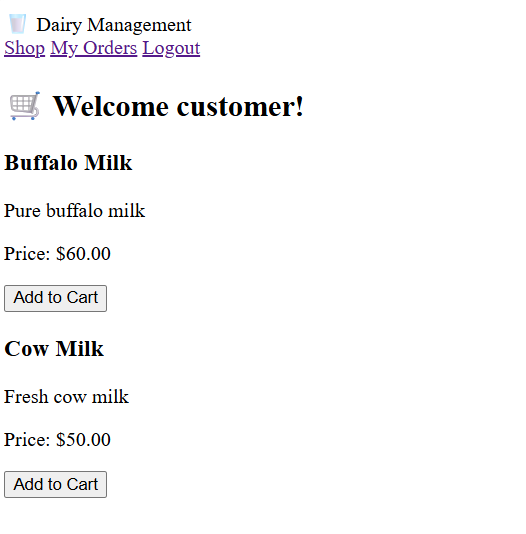 Dairy Management
Shop My Orders Logout
Welcome customer!
Buffalo Milk
Pure buffalo milk
Price: $60.00
Add to Cart
Cow Milk
Fresh cow milk
Price: $50.00
Add to Cart